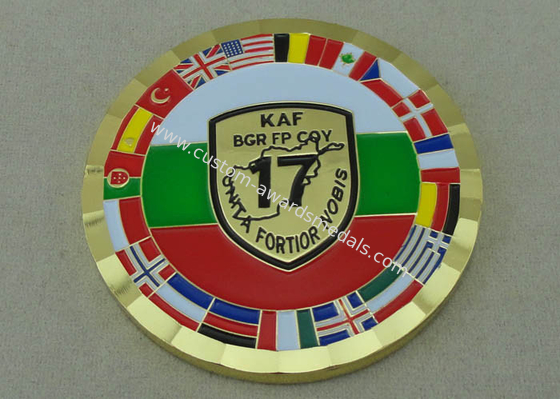 KAF
BGR FP COY
17
UNITA FORTIOR NOBIS
www.custom-awardsmedals.com